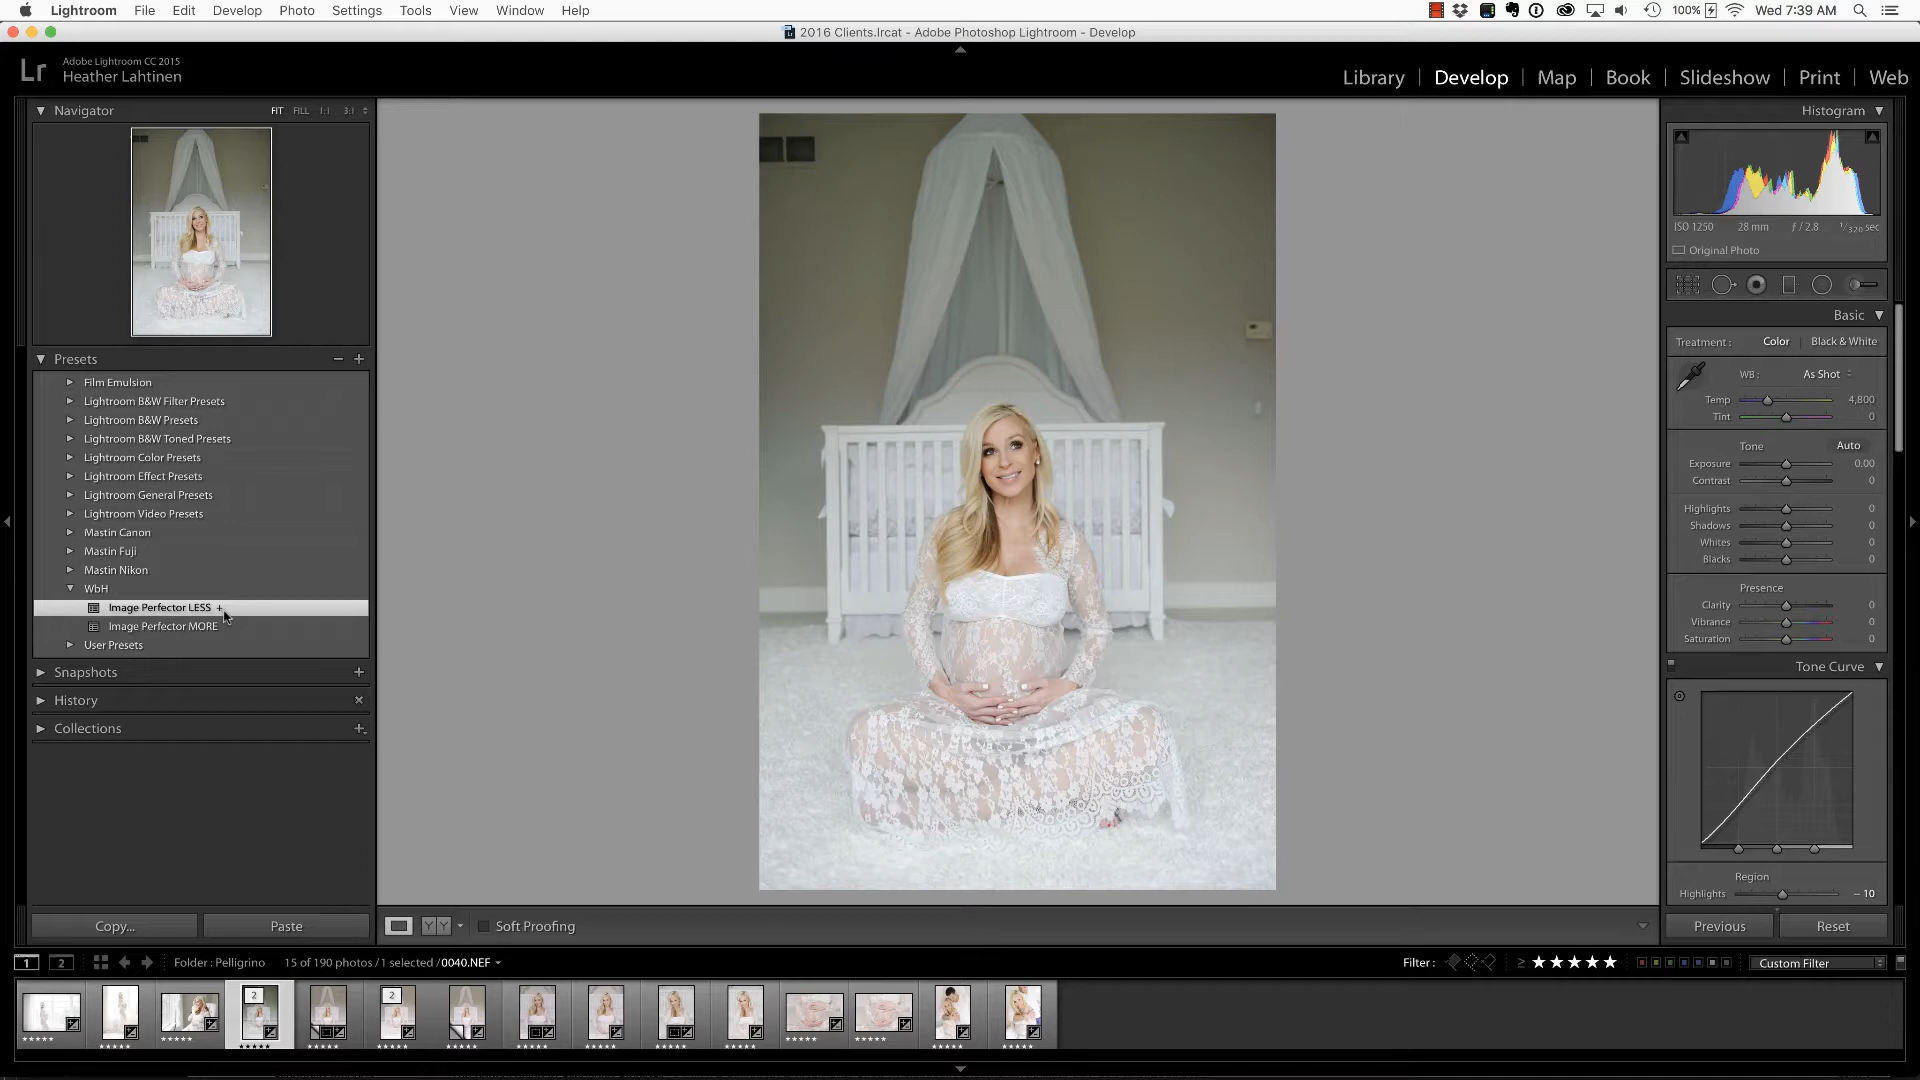 Lightroom File Edit Develop Photo Settings Tools View Window Help 100% Wed 7:39 AM
2016 Clients.lrcat - Adobe Photoshop Lightroom - Develop
Lr Adobe Lightroom CC 2015
Heather Lahtinen
Library | Develop | Map | Book | Slideshow | Print | Web
Navigator FIT FILL 1:1 3:1
Histogram
ISO 1250 28 mm ƒ / 2.8 1/320 sec
Original Photo
Basic
Treatment : Color | Black & White
WB : As Shot
Temp 4,800
Tint 0
Tone Auto
Exposure 0.00
Contrast 0
Highlights 0
Shadows 0
Whites 0
Blacks 0
Presence
Clarity 0
Vibrance 0
Saturation 0
Tone Curve
Region
Highlights – 10
Previous Reset
Presets – +
Film Emulsion
Lightroom B&W Filter Presets
Lightroom B&W Presets
Lightroom B&W Toned Presets
Lightroom Color Presets
Lightroom Effect Presets
Lightroom General Presets
Lightroom Video Presets
Mastin Canon
Mastin Fuji
Mastin Nikon
WbH
Image Perfector LESS +
Image Perfector MORE
User Presets
Snapshots +
History ×
Collections +
Copy... Paste
YY Soft Proofing
1 2 Folder : Pelligrino 15 of 190 photos / 1 selected / 0040.NEF Filter : ≥ ★★★★★ Custom Filter
2 2